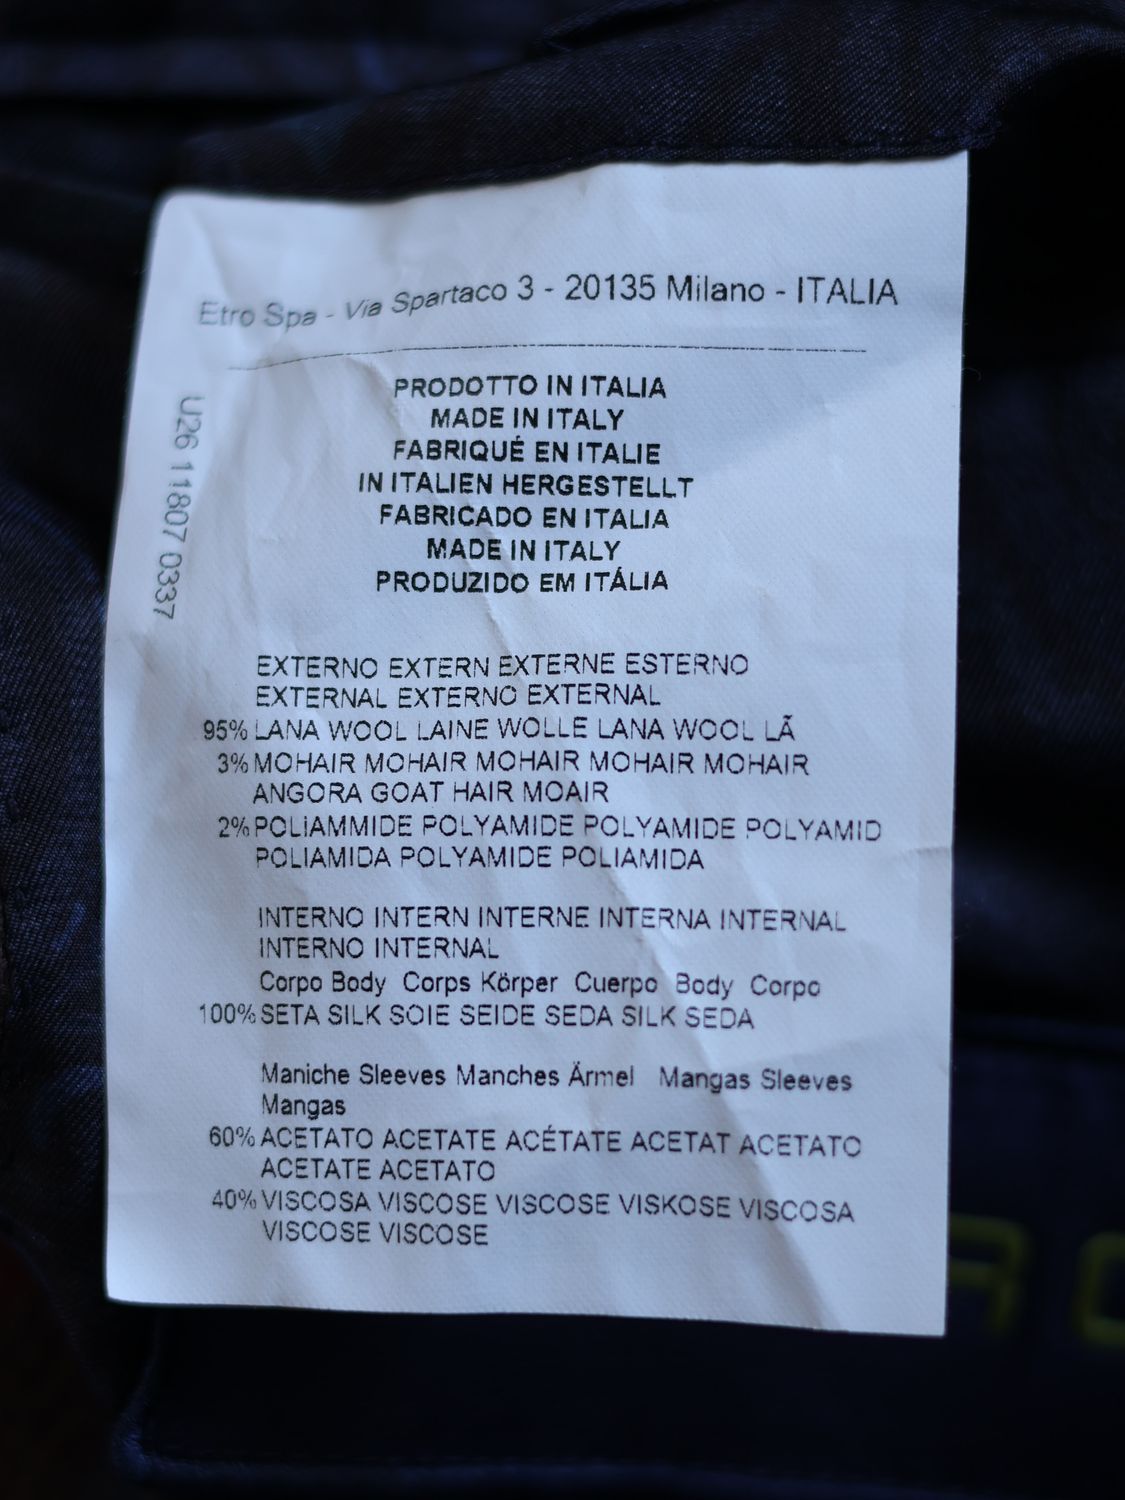 Etro Spa - Via Spartaco 3 - 20135 Milano - ITALIA
U26 11807 0337
PRODOTTO IN ITALIA
MADE IN ITALY
FABRIQUÉ EN ITALIE
IN ITALIEN HERGESTELLT
FABRICADO EN ITALIA
MADE IN ITALY
PRODUZIDO EM ITÁLIA
EXTERNO EXTERN EXTERNE ESTERNO
EXTERNAL EXTERNO EXTERNAL
95% LANA WOOL LAINE WOLLE LANA WOOL LÃ
3% MOHAIR MOHAIR MOHAIR MOHAIR MOHAIR
ANGORA GOAT HAIR MOAIR
2% POLIAMMIDE POLYAMIDE POLYAMIDE POLYAMID
POLIAMIDA POLYAMIDE POLIAMIDA
INTERNO INTERN INTERNE INTERNA INTERNAL
INTERNO INTERNAL
Corpo Body Corps Körper Cuerpo Body Corpo
100% SETA SILK SOIE SEIDE SEDA SILK SEDA
Maniche Sleeves Manches Ärmel Mangas Sleeves
Mangas
60% ACETATO ACETATE ACÉTATE ACETAT ACETATO
ACETATE ACETATO
40% VISCOSA VISCOSE VISCOSE VISKOSE VISCOSA
VISCOSE VISCOSE